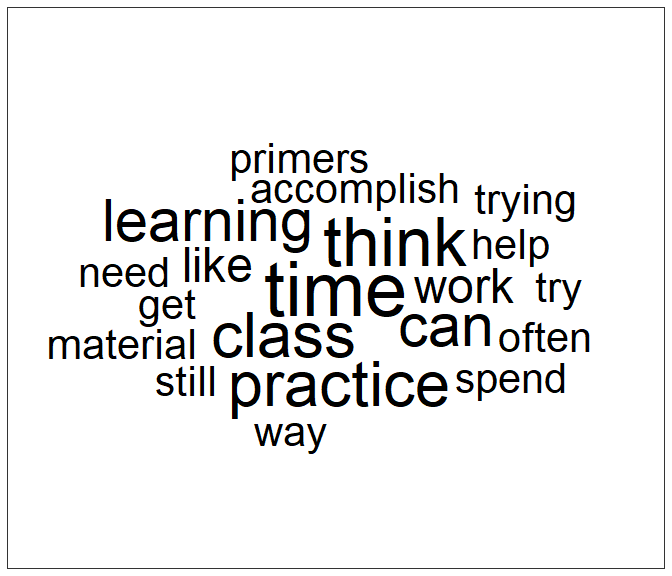 primers
accomplish
trying
learning
think
help
need
like
time
work
try
get
class
can
often
material
still
practice
spend
way